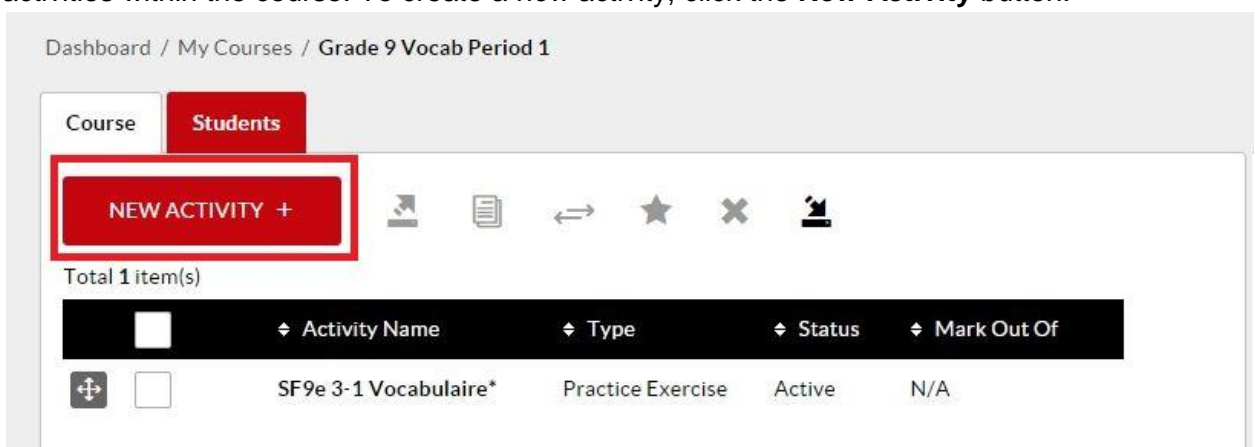 Dashboard / My Courses / Grade 9 Vocab Period 1
Course Students
NEW ACTIVITY +
Total 1 item(s)
Activity Name Type Status Mark Out Of
SF9e 3-1 Vocabulaire* Practice Exercise Active N/A